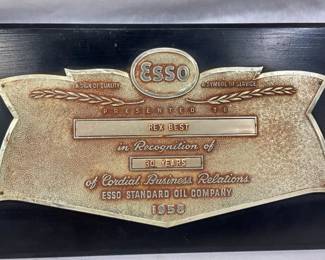 Esso
A SIGN OF QUALITY A SYMBOL OF SERVICE
PRESENTED TO
REX BEST
in Recognition of
30 YEARS
of Cordial Business Relations
ESSO STANDARD OIL COMPANY
1958